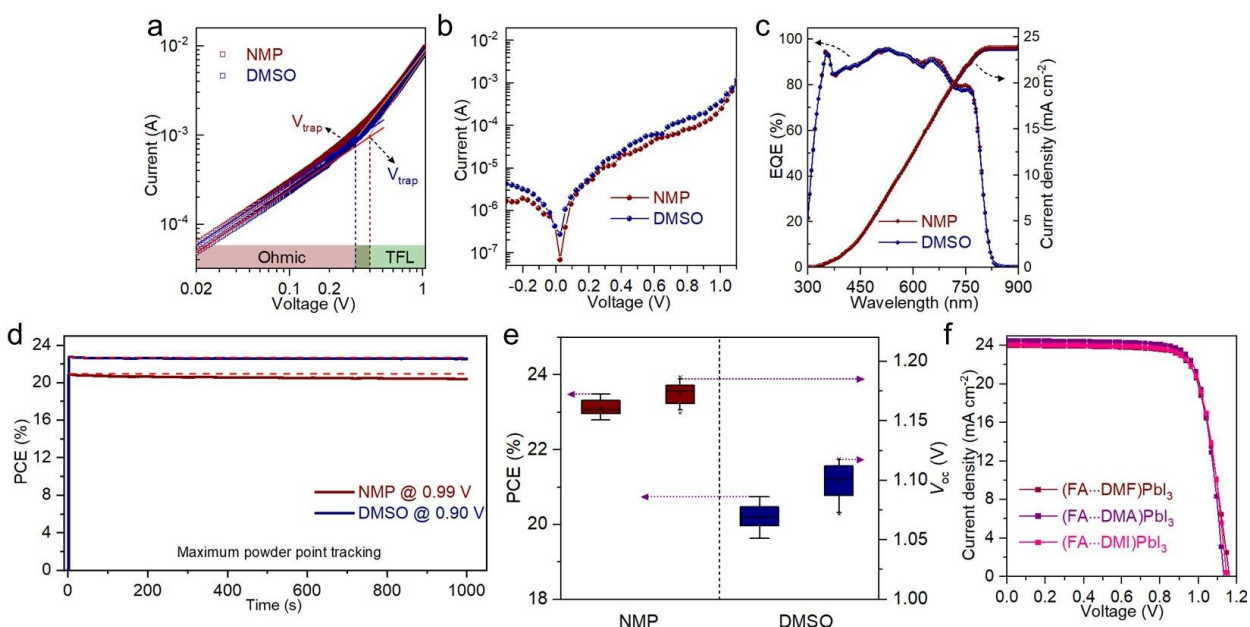 a
10⁻²
10⁻³
10⁻⁴
Current (A)
NMP
DMSO
V_trap
V_trap
Ohmic
TFL
0.02
0.1
0.2
1
Voltage (V)
b
10⁻²
10⁻³
10⁻⁴
10⁻⁵
10⁻⁶
10⁻⁷
Current (A)
NMP
DMSO
-0.2 0.0 0.2 0.4 0.6 0.8 1.0
Voltage (V)
c
100
80
60
40
20
0
EQE (%)
25
20
15
10
5
0
Current density (mA cm⁻²)
NMP
DMSO
300 450 600 750 900
Wavelength (nm)
d
24
20
16
12
8
4
0
PCE (%)
NMP @ 0.99 V
DMSO @ 0.90 V
Maximum powder point tracking
0 200 400 600 800 1000
Time (s)
e
24
22
20
18
PCE (%)
1.20
1.15
1.10
1.05
1.00
V_oc (V)
NMP DMSO
f
28
24
20
16
12
8
4
0
Current density (mA cm⁻²)
(FA···DMF)PbI₃
(FA···DMA)PbI₃
(FA···DMI)PbI₃
0.0 0.2 0.4 0.6 0.8 1.0 1.2
Voltage (V)